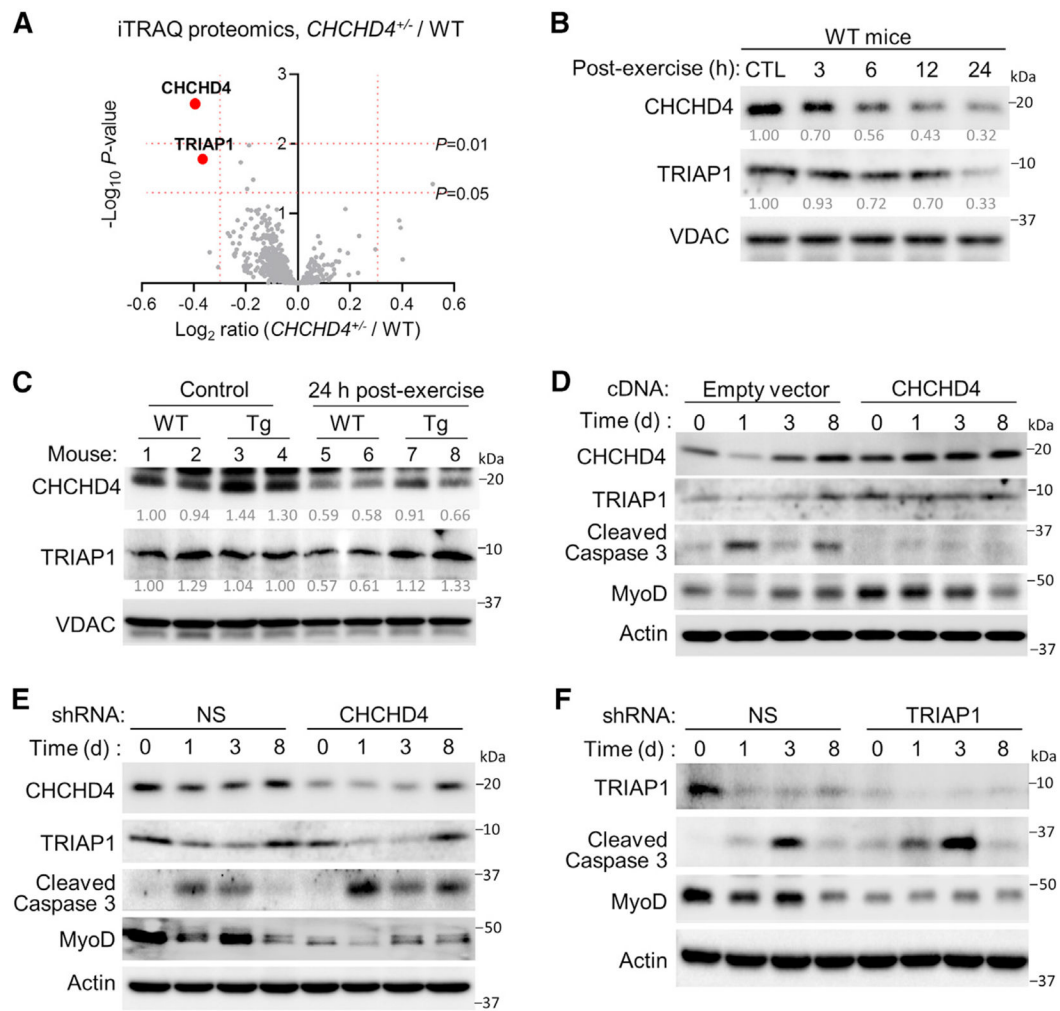 A
iTRAQ proteomics, CHCHD4+/- / WT
-Log10 P-value
3
2
1
CHCHD4
TRIAP1
P=0.01
P=0.05
-0.6 -0.4 -0.2 0.0 0.2 0.4 0.6
Log2 ratio (CHCHD4+/- / WT)
B
WT mice
Post-exercise (h): CTL 3 6 12 24 kDa
CHCHD4 –20
1.00 0.70 0.56 0.43 0.32
TRIAP1 –10
1.00 0.93 0.72 0.70 0.33
VDAC –37
C
Control 24 h post-exercise
WT Tg WT Tg
Mouse: 1 2 3 4 5 6 7 8 kDa
CHCHD4 –20
1.00 0.94 1.44 1.30 0.59 0.58 0.91 0.66
TRIAP1 –10
1.00 1.29 1.04 1.00 0.57 0.61 1.12 1.33
VDAC –37
D
cDNA: Empty vector CHCHD4
Time (d) : 0 1 3 8 0 1 3 8 kDa
CHCHD4 –20
TRIAP1 –10
Cleaved –37
Caspase 3
MyoD –50
Actin –37
E
shRNA: NS CHCHD4
Time (d) : 0 1 3 8 0 1 3 8 kDa
CHCHD4 –20
TRIAP1 –10
Cleaved –37
Caspase 3
MyoD –50
Actin –37
F
shRNA: NS TRIAP1
Time (d) : 0 1 3 8 0 1 3 8 kDa
TRIAP1 –10
Cleaved –37
Caspase 3
MyoD –50
Actin –37